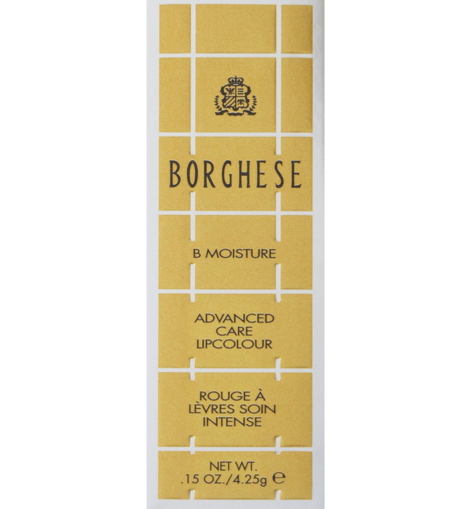 BORGHESE
B MOISTURE
ADVANCED
CARE
LIPCOLOUR
ROUGE À
LÈVRES SOIN
INTENSE
NET WT.
.15 OZ./4.25g ℮